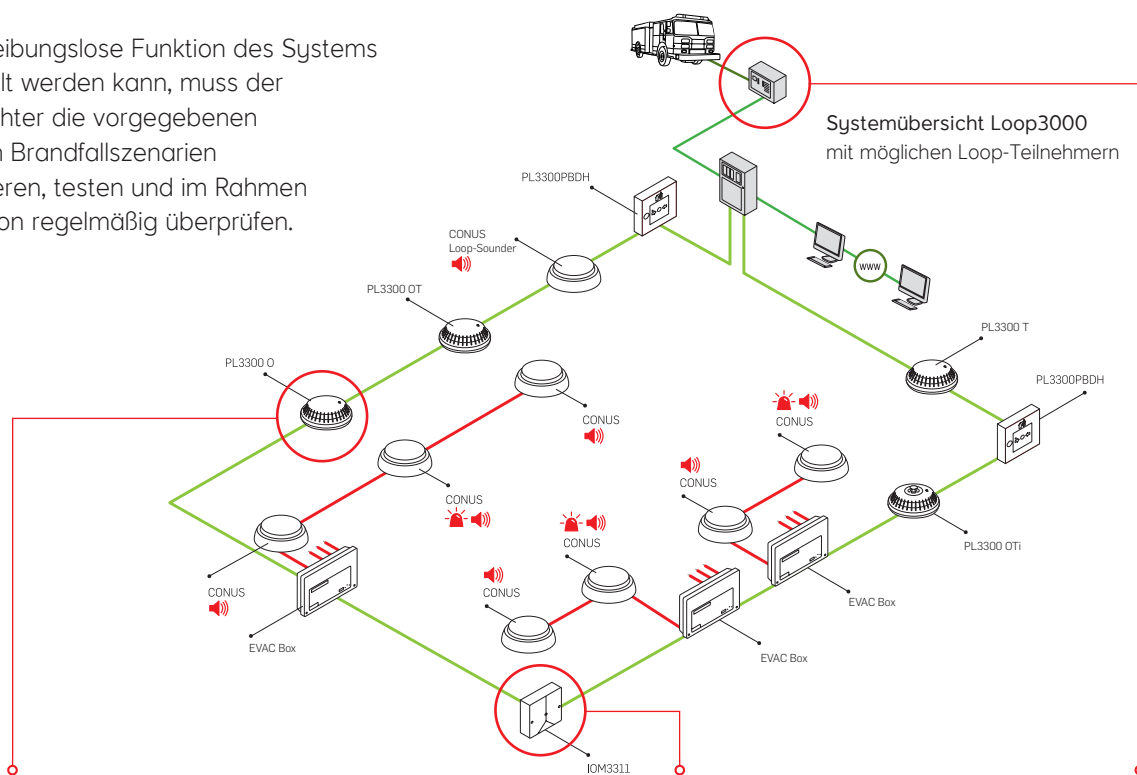 eibungslose Funktion des Systems
lt werden kann, muss der
hter die vorgegebenen
n Brandfallszenarien
eren, testen und im Rahmen
on regelmäßig überprüfen.
Systemübersicht Loop3000
mit möglichen Loop-Teilnehmern
PL3300PBDH
CONUS
Loop-Sounder
WWW
PL3300 OT
PL3300 T
PL3300 O
PL3300PBDH
CONUS
CONUS
CONUS
CONUS
CONUS
PL3300 OTi
CONUS
CONUS
EVAC Box
EVAC Box
EVAC Box
IOM3311